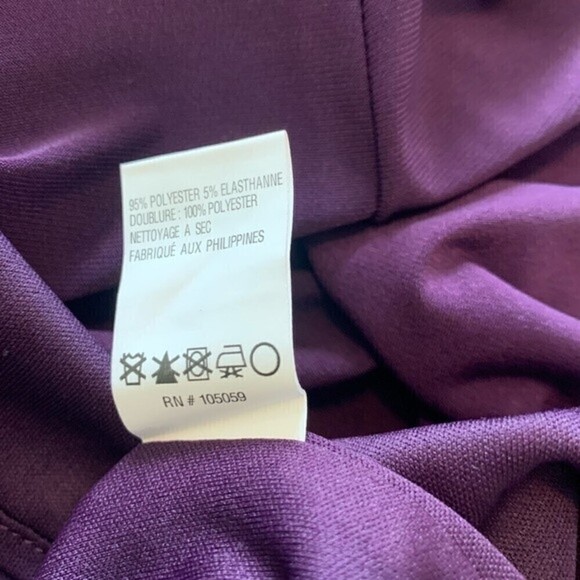 95% POLYESTER 5% ELASTHANNE
DOUBLURE : 100% POLYESTER
NETTOYAGE A SEC
FABRIQUÉ AUX PHILIPPINES
RN # 105059